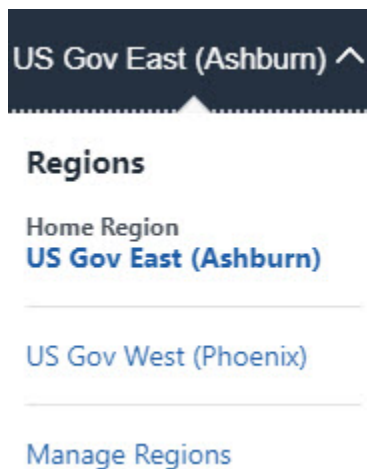 US Gov East (Ashburn)
Regions
Home Region
US Gov East (Ashburn)
US Gov West (Phoenix)
Manage Regions